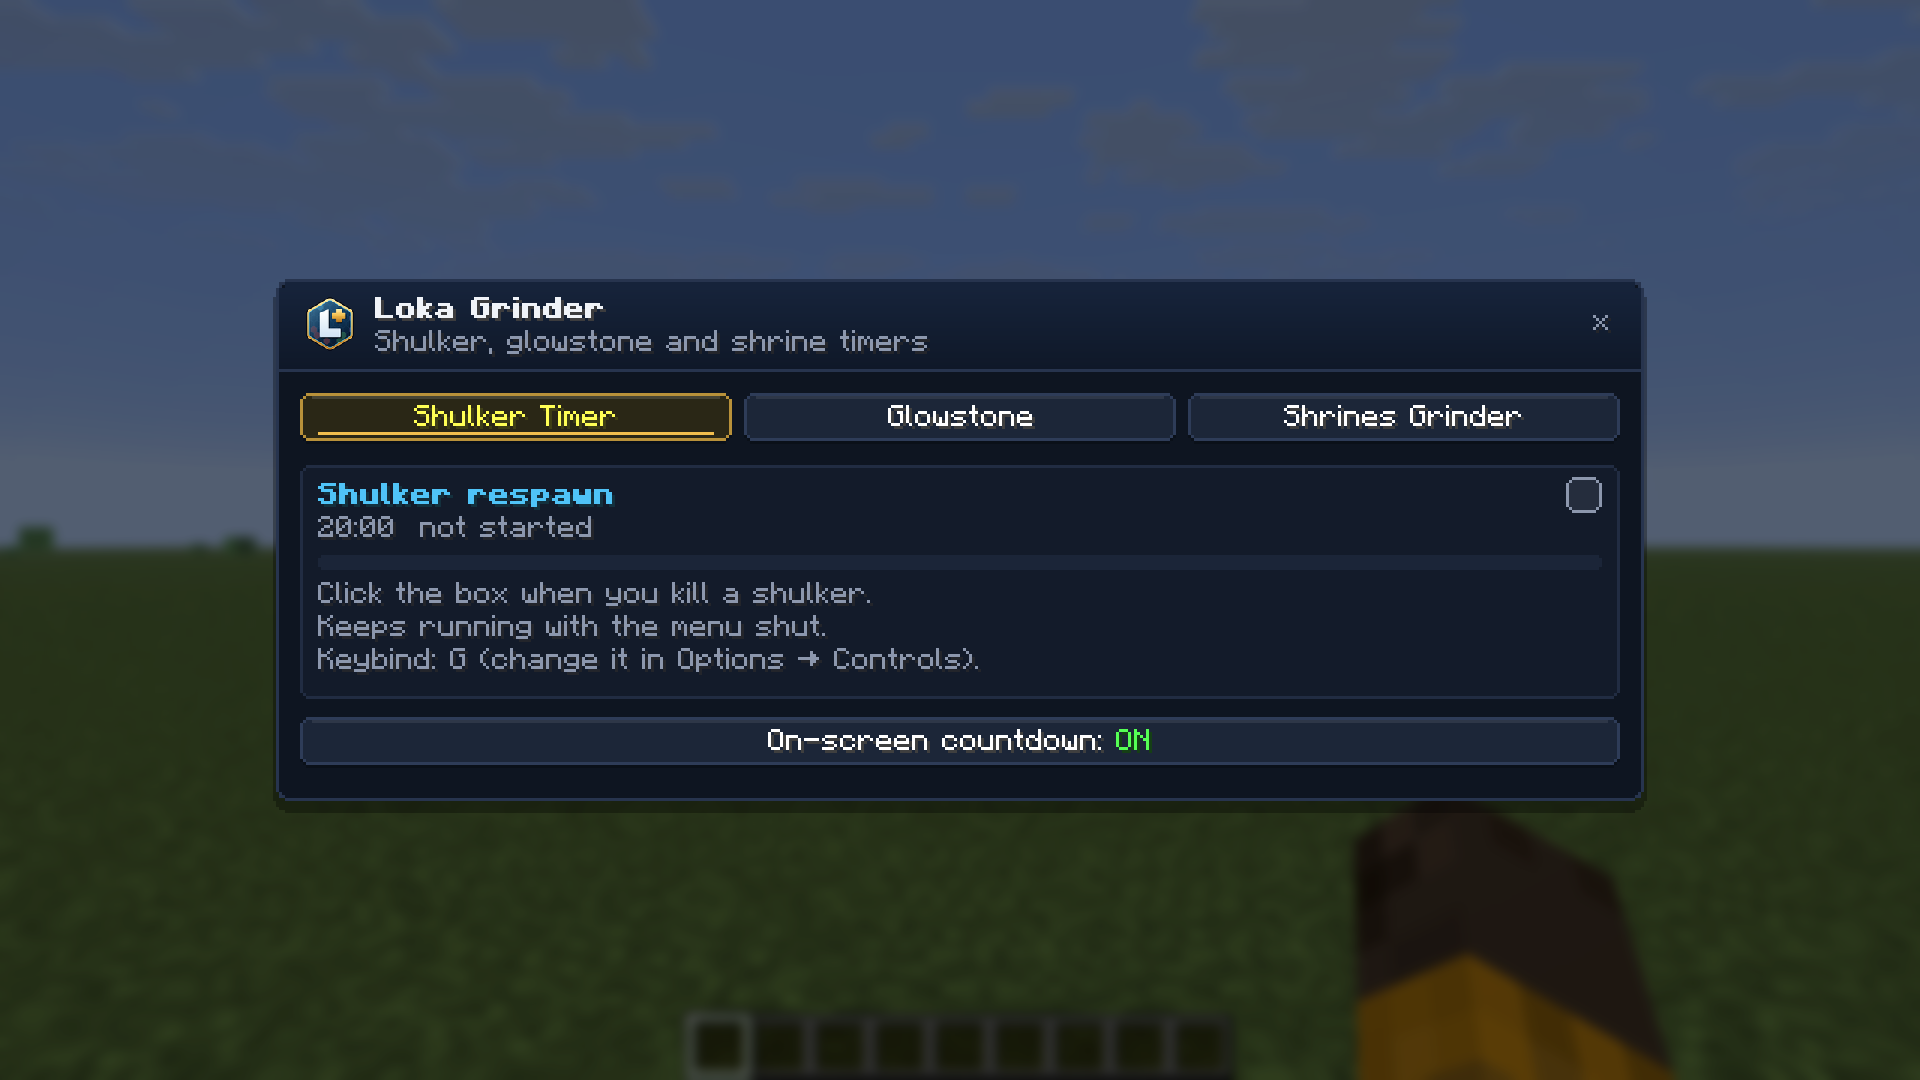 Loka Grinder
Shulker, glowstone and shrine timers
×
Shulker Timer
Glowstone
Shrines Grinder
Shulker respawn
20:00 not started
Click the box when you kill a shulker.
Keeps running with the menu shut.
Keybind: G (change it in Options → Controls).
On-screen countdown: ON